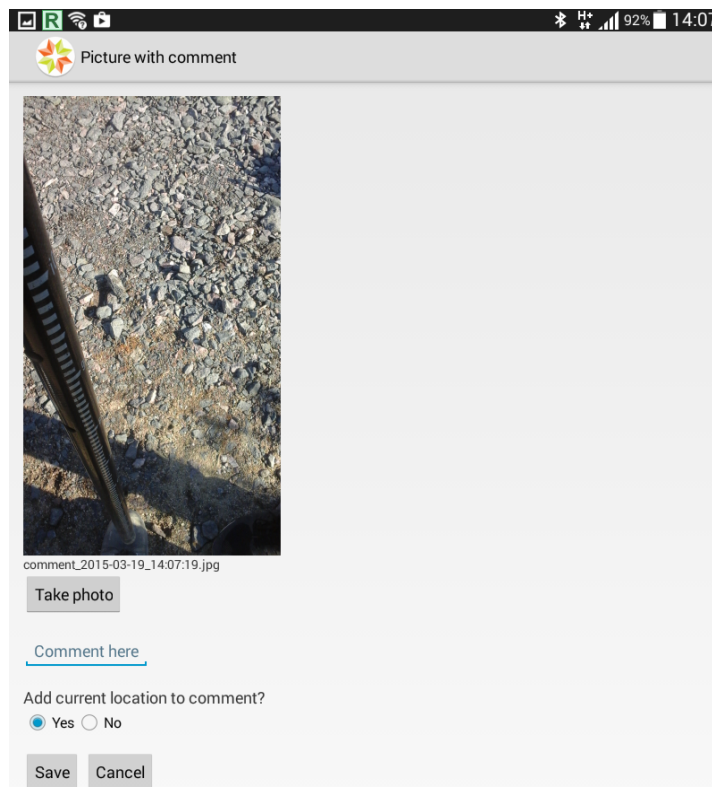 R 92% 14:07
Picture with comment
comment_2015-03-19_14:07:19.jpg
Take photo
Comment here
Add current location to comment?
Yes No
Save Cancel